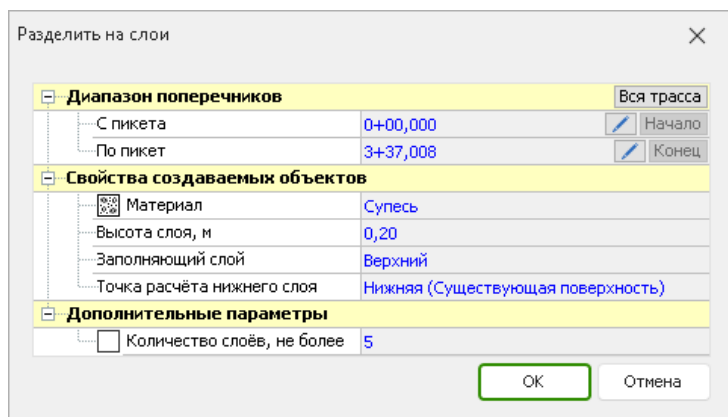 Разделить на слои
Диапазон поперечников Вся трасса
С пикета 0+00,000 Начало
По пикет 3+37,008 Конец
Свойства создаваемых объектов
Материал Супесь
Высота слоя, м 0,20
Заполняющий слой Верхний
Точка расчёта нижнего слоя Нижняя (Существующая поверхность)
Дополнительные параметры
Количество слоёв, не более 5
ОК Отмена